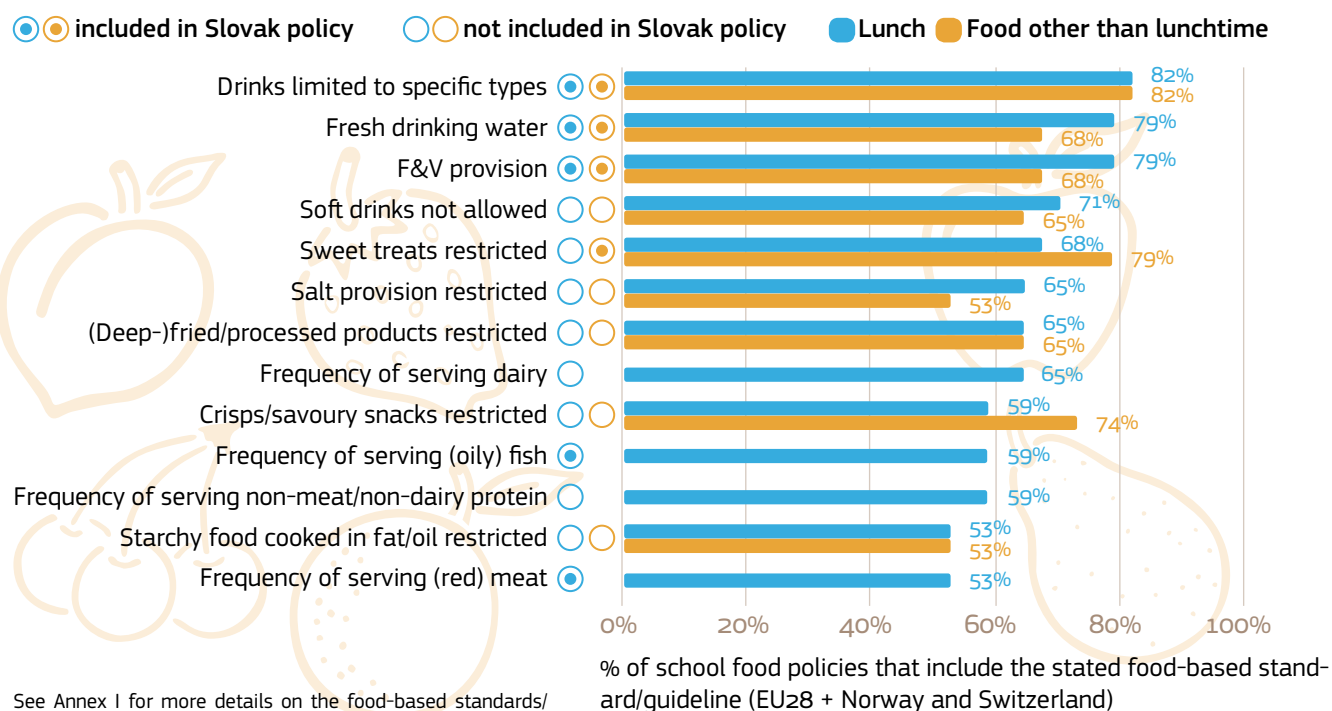 included in Slovak policy not included in Slovak policy Lunch Food other than lunchtime
Drinks limited to specific types 82% 82%
Fresh drinking water 79% 68%
F&V provision 79% 68%
Soft drinks not allowed 71% 65%
Sweet treats restricted 68% 79%
Salt provision restricted 65% 53%
(Deep-)fried/processed products restricted 65% 65%
Frequency of serving dairy 65%
Crisps/savoury snacks restricted 59% 74%
Frequency of serving (oily) fish 59%
Frequency of serving non-meat/non-dairy protein 59%
Starchy food cooked in fat/oil restricted 53% 53%
Frequency of serving (red) meat 53%
0% 20% 40% 60% 80% 100%
% of school food policies that include the stated food-based stand-
ard/guideline (EU28 + Norway and Switzerland)
See Annex I for more details on the food-based standards/